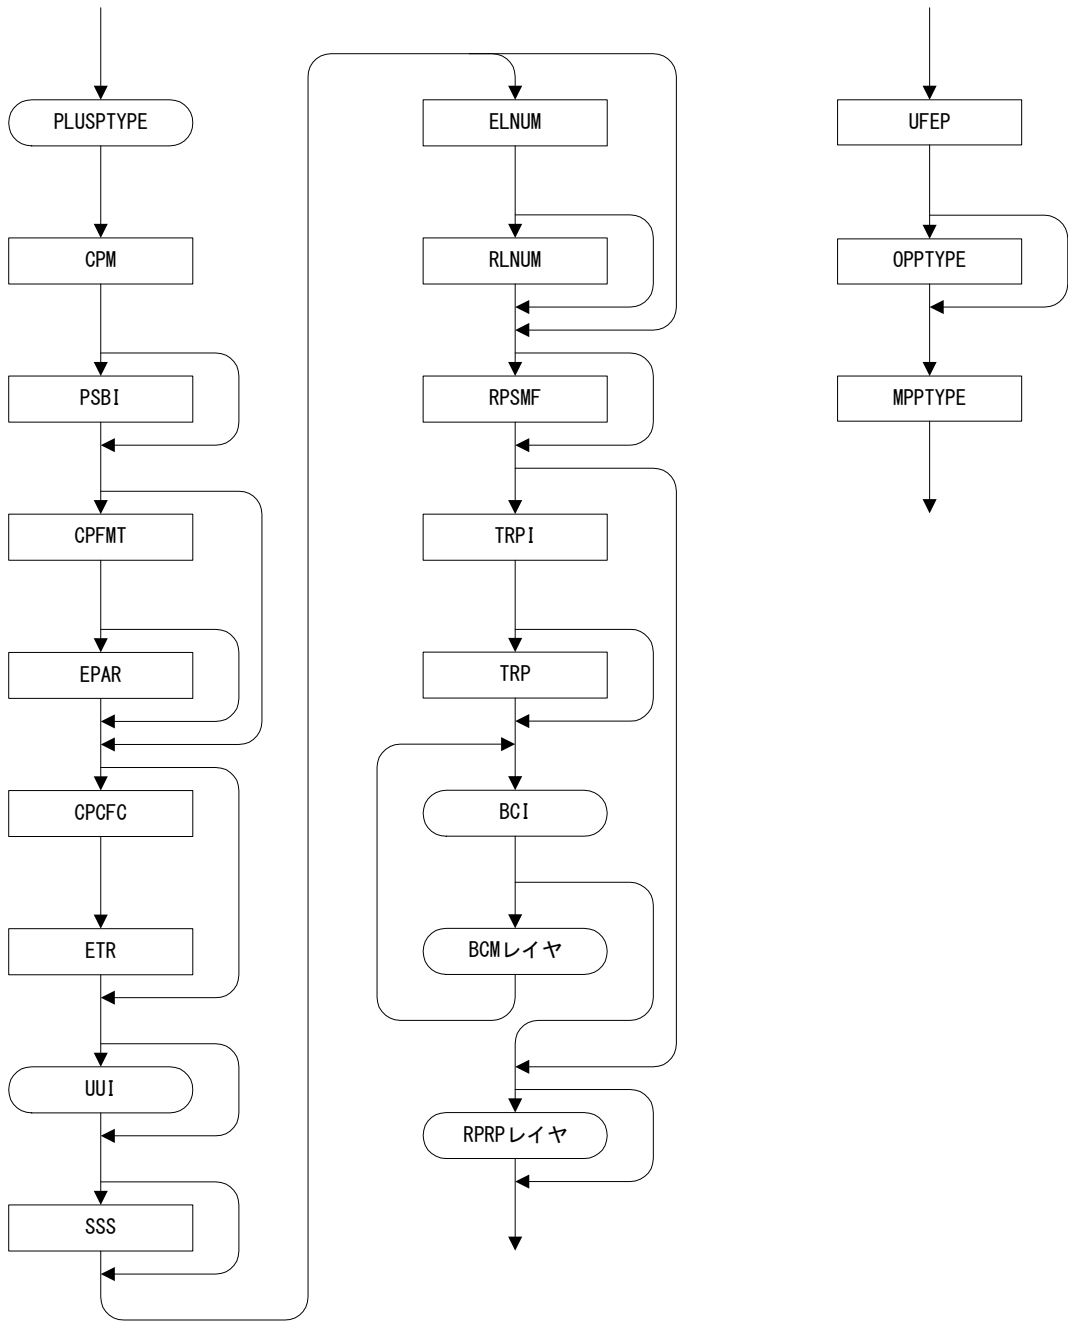 PLUSPTYPE
CPM
PSBI
CPFMT
EPAR
CPCFC
ETR
UUI
SSS
ELNUM
RLNUM
RPSMF
TRPI
TRP
BCI
BCMレイヤ
RPRPレイヤ
UFEP
OPPTYPE
MPPTYPE